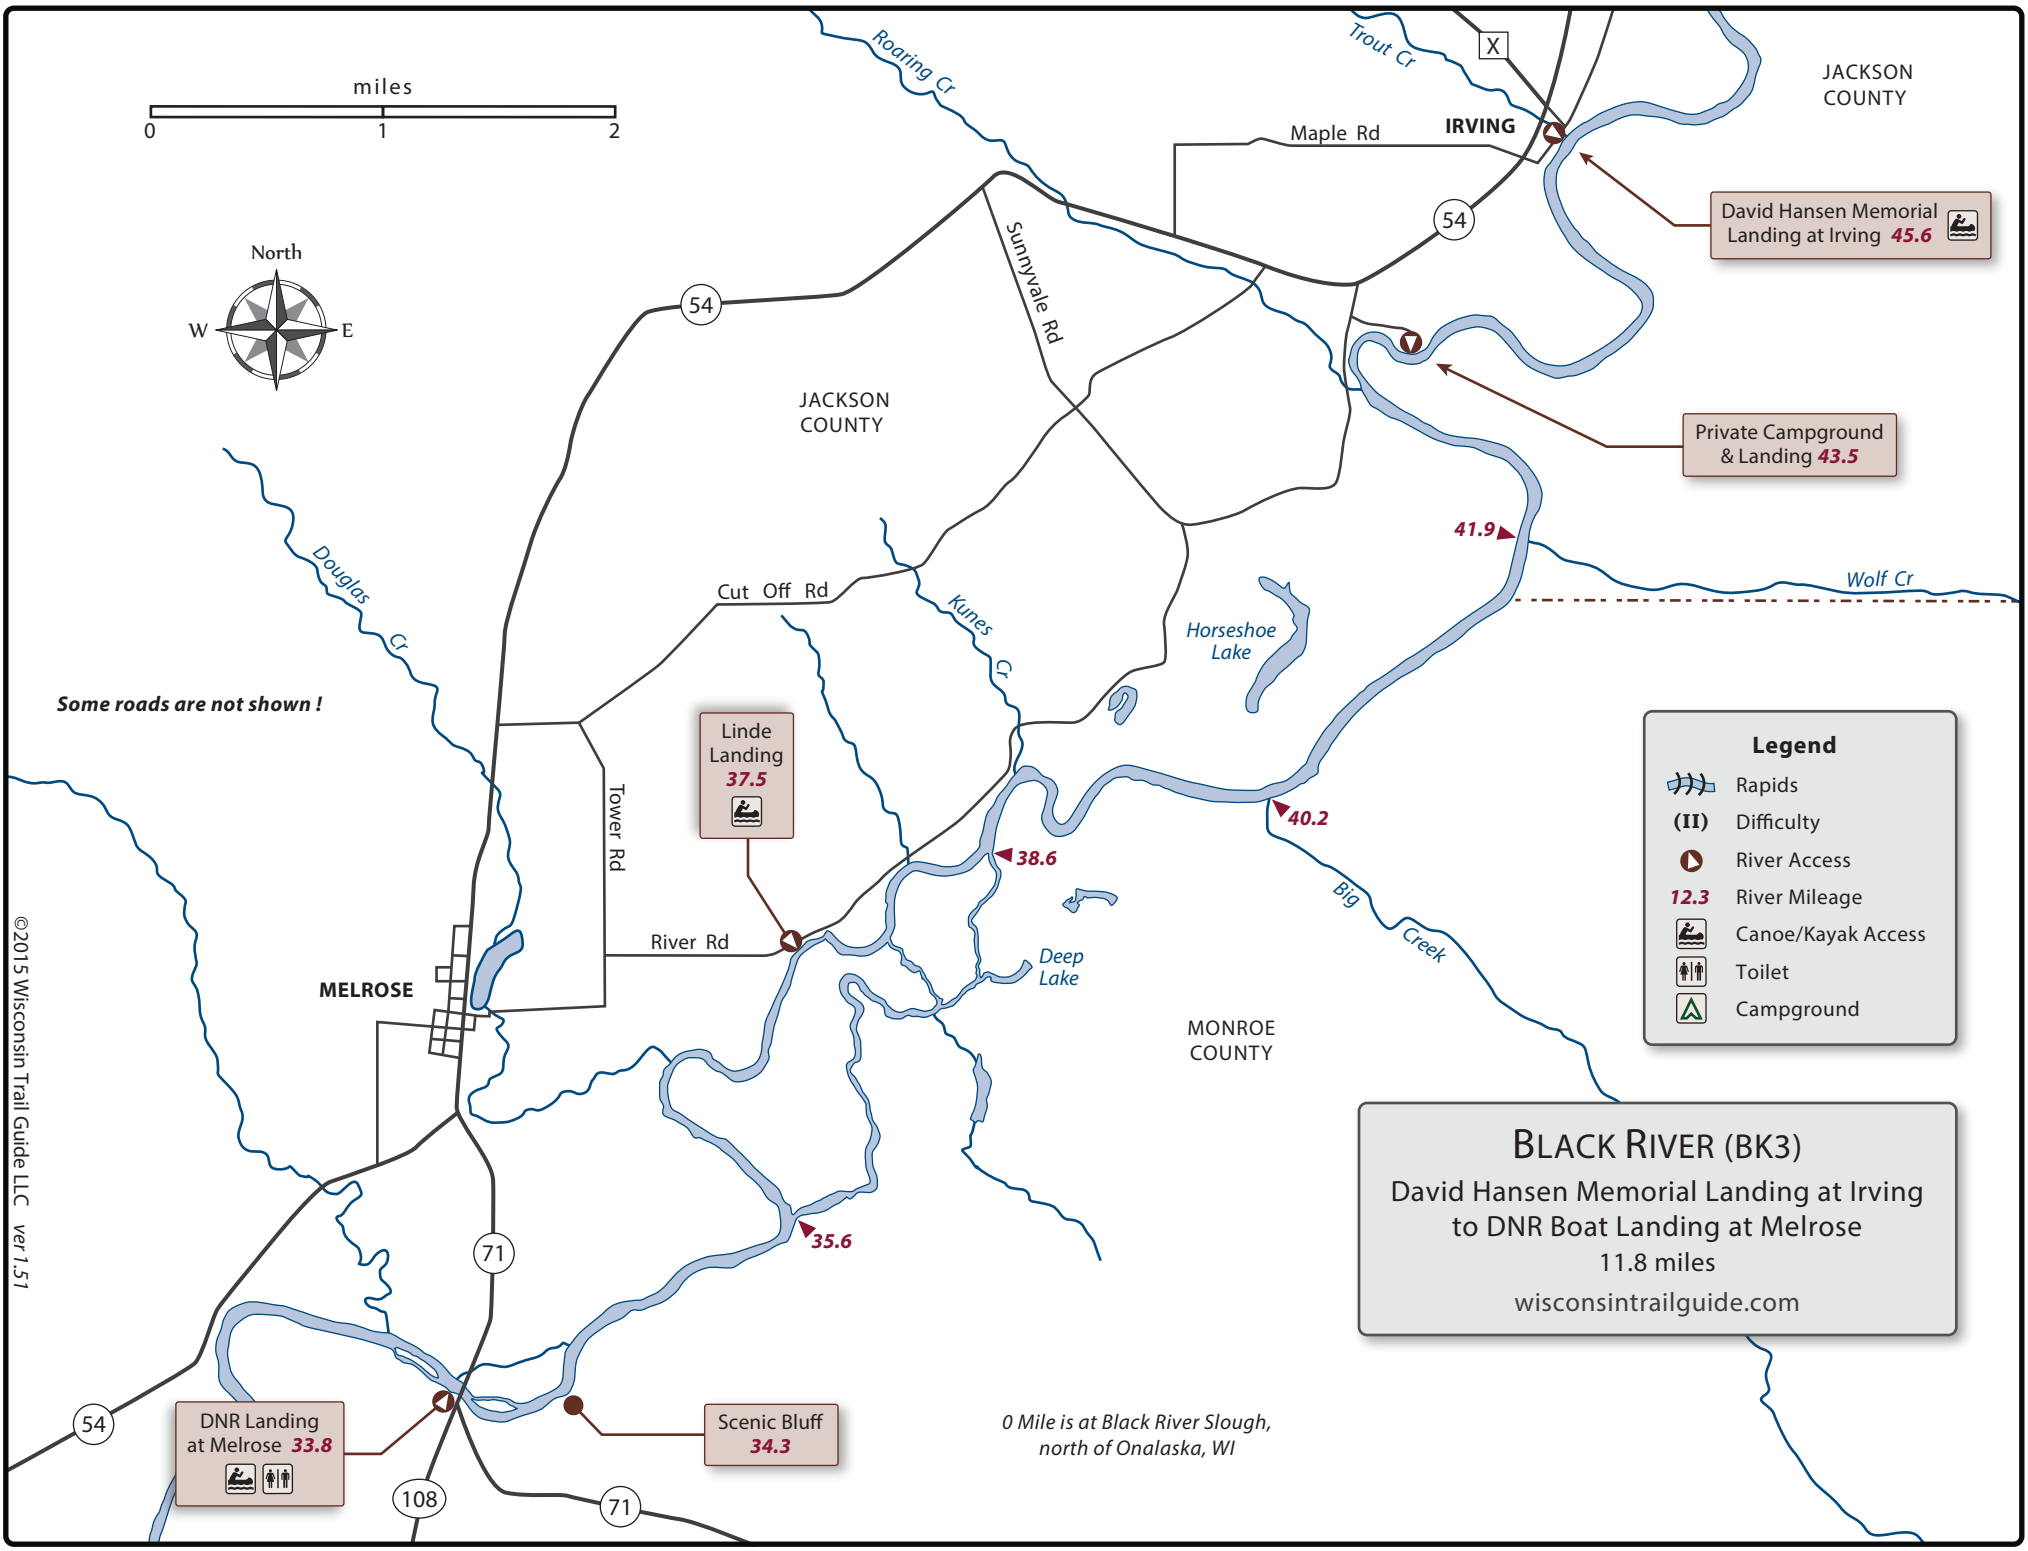 miles
0
1
2
Roaring Cr
Trout Cr
X
JACKSON
COUNTY
Maple Rd
IRVING
David Hansen Memorial
Landing at Irving 45.6
54
North
W
E
54
Sunnyvale Rd
JACKSON
COUNTY
Private Campground
& Landing 43.5
41.9
Wolf Cr
Douglas
Cr
Cut Off Rd
Kunes
Cr
Horseshoe
Lake
Some roads are not shown !
Linde
Landing
37.5
Tower Rd
40.2
38.6
Big
Creek
Legend
Rapids
(II) Difficulty
River Access
12.3 River Mileage
Canoe/Kayak Access
Toilet
Campground
River Rd
Deep
Lake
MELROSE
MONROE
COUNTY
©2015 Wisconsin Trail Guide LLC ver 1.51
BLACK RIVER (BK3)
David Hansen Memorial Landing at Irving
to DNR Boat Landing at Melrose
11.8 miles
wisconsintrailguide.com
35.6
71
54
DNR Landing
at Melrose 33.8
Scenic Bluff
34.3
0 Mile is at Black River Slough,
north of Onalaska, WI
108
71